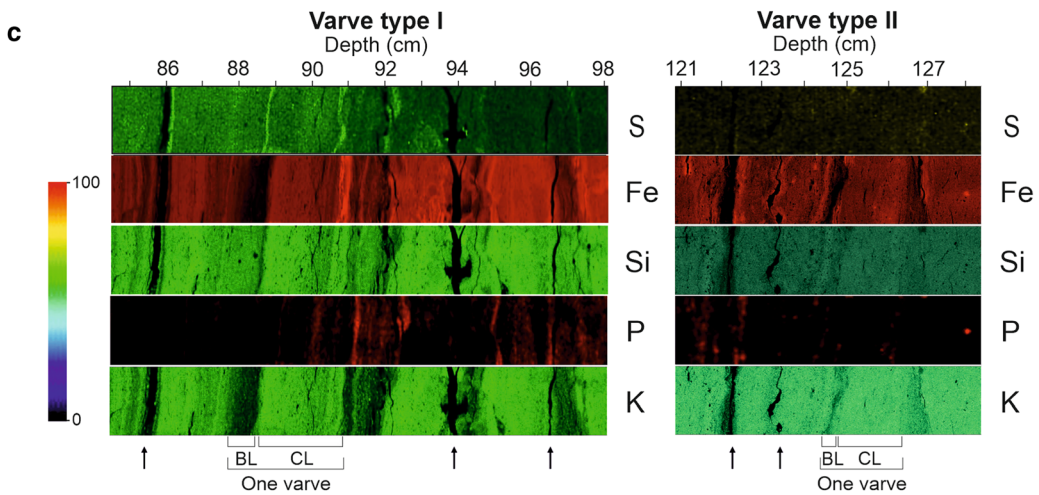 c
Varve type I
Depth (cm)
86 88 90 92 94 96 98
Varve type II
Depth (cm)
121 123 125 127
S
Fe
Si
P
K
S
Fe
Si
P
K
100
0
BL CL
One varve
BL CL
One varve